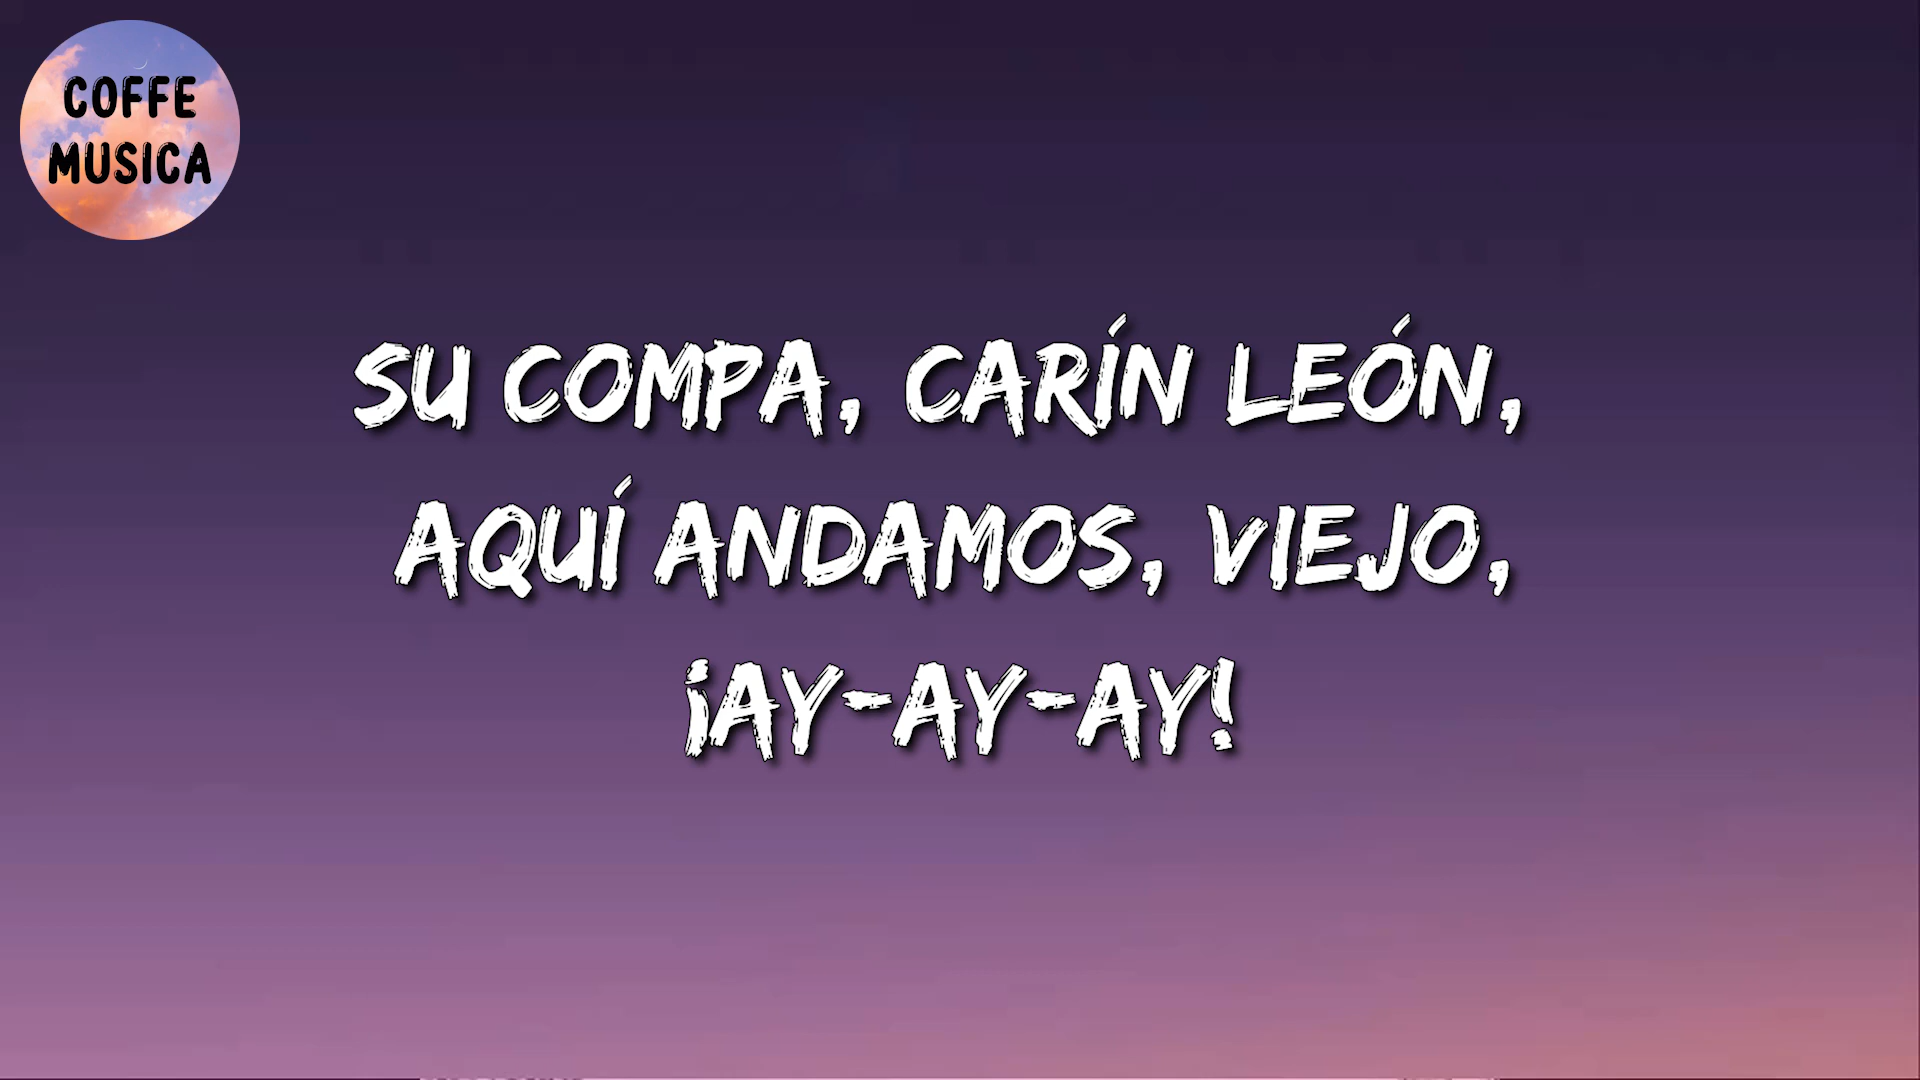 COFFE
MUSICA
SU COMPA, CARÍN LEÓN,
AQUÍ ANDAMOS, VIEJO,
¡AY-AY-AY!